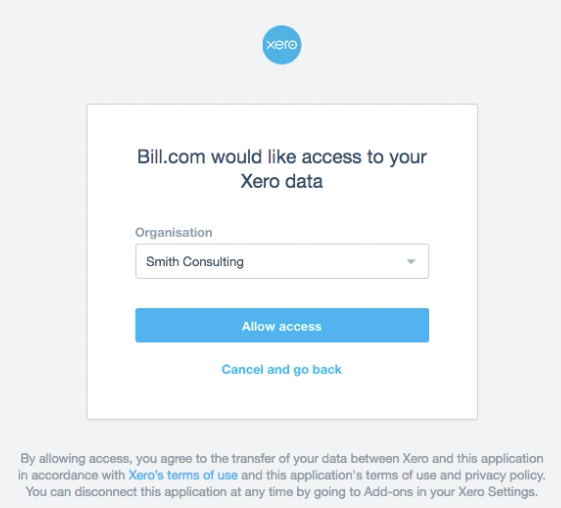 xero
Bill.com would like access to your
Xero data
Organisation
Smith Consulting
Allow access
Cancel and go back
By allowing access, you agree to the transfer of your data between Xero and this application
in accordance with Xero's terms of use and this application's terms of use and privacy policy.
You can disconnect this application at any time by going to Add-ons in your Xero Settings.